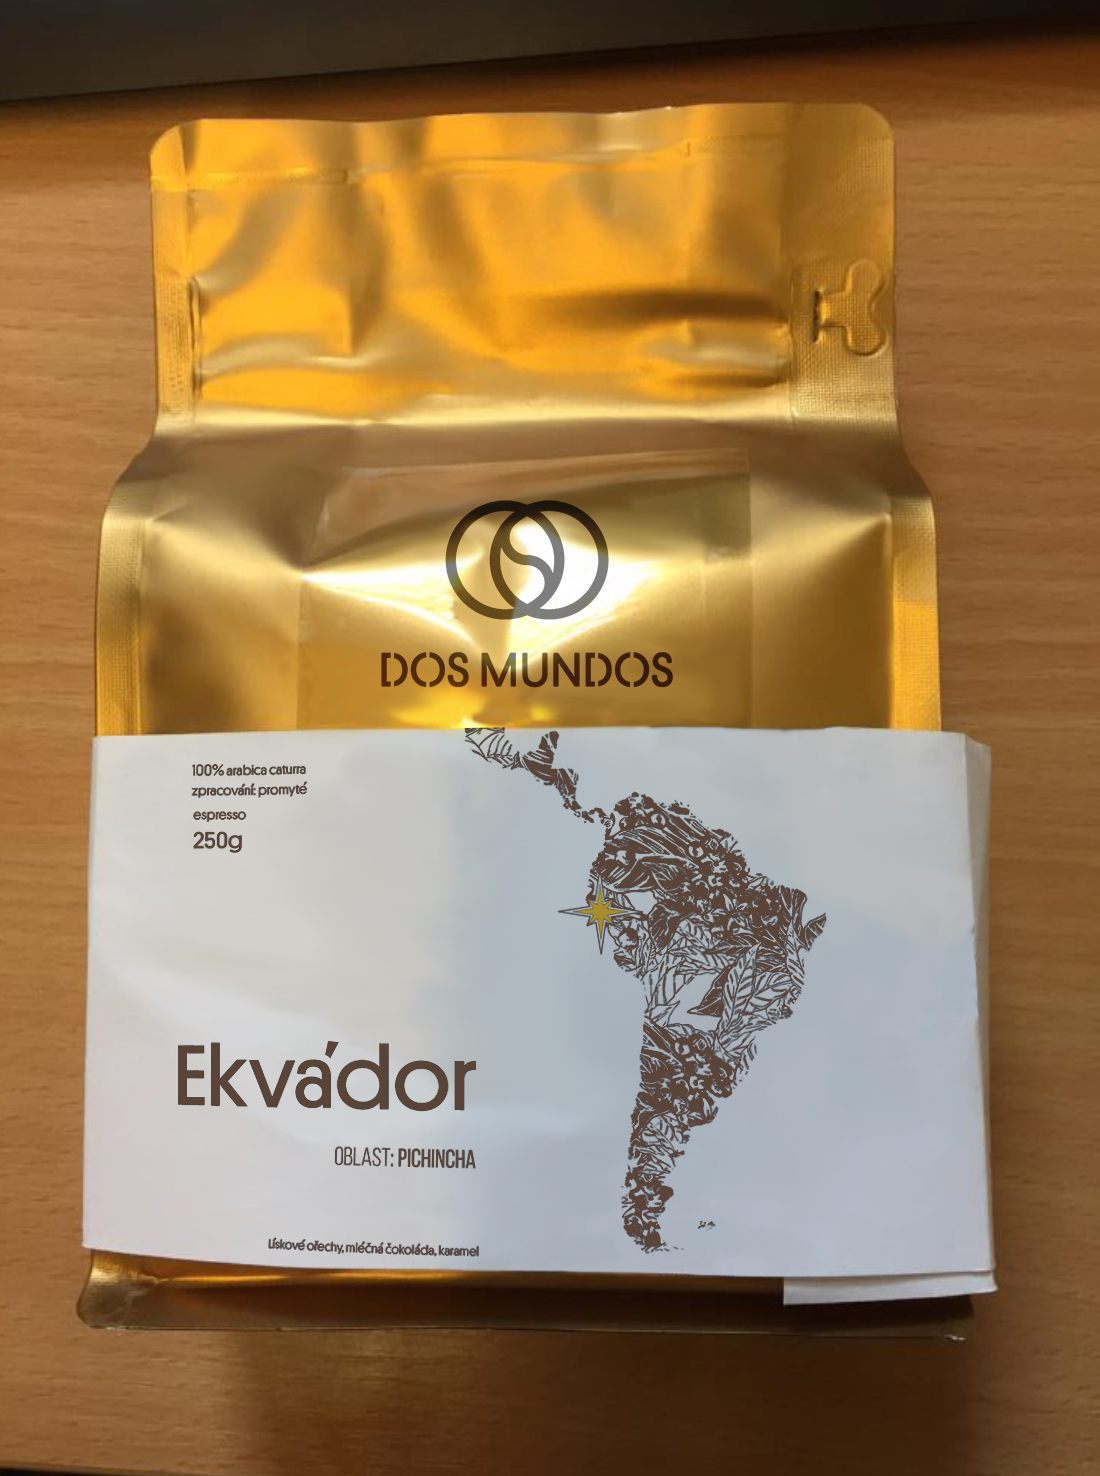 DOS MUNDOS
100% arabica caturra
zpracování: promyté
espresso
250g
Ekvádor
OBLAST: PICHINCHA
Lískové ořechy, mléčná čokoláda, karamel